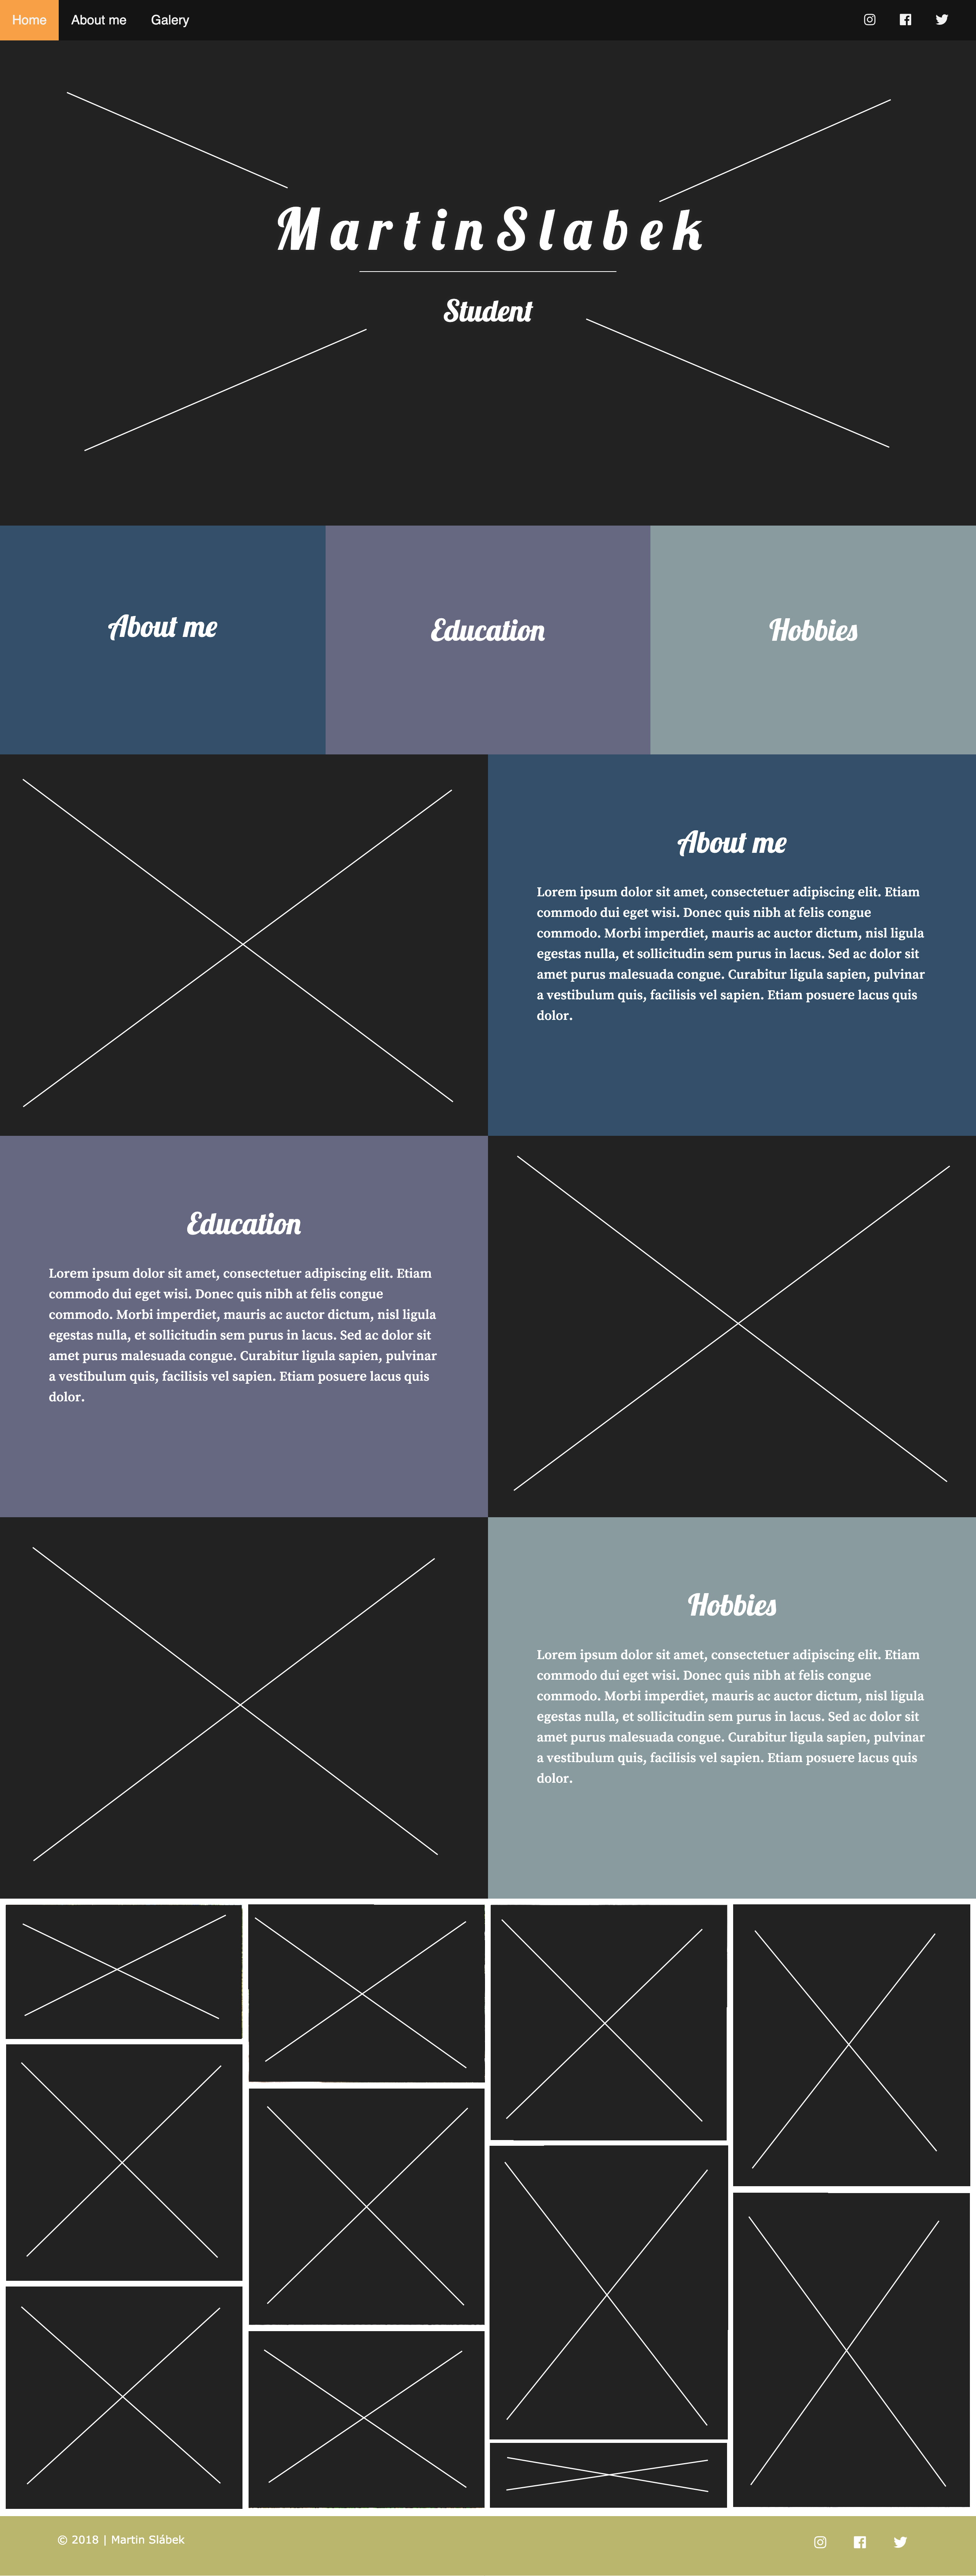 Home About me Galery
MartinSlabek
Student
About me
Education
Hobbies
About me
Lorem ipsum dolor sit amet, consectetuer adipiscing elit. Etiam
commodo dui eget wisi. Donec quis nibh at felis congue
commodo. Morbi imperdiet, mauris ac auctor dictum, nisl ligula
egestas nulla, et sollicitudin sem purus in lacus. Sed ac dolor sit
amet purus malesuada congue. Curabitur ligula sapien, pulvinar
a vestibulum quis, facilisis vel sapien. Etiam posuere lacus quis
dolor.
Education
Lorem ipsum dolor sit amet, consectetuer adipiscing elit. Etiam
commodo dui eget wisi. Donec quis nibh at felis congue
commodo. Morbi imperdiet, mauris ac auctor dictum, nisl ligula
egestas nulla, et sollicitudin sem purus in lacus. Sed ac dolor sit
amet purus malesuada congue. Curabitur ligula sapien, pulvinar
a vestibulum quis, facilisis vel sapien. Etiam posuere lacus quis
dolor.
Hobbies
Lorem ipsum dolor sit amet, consectetuer adipiscing elit. Etiam
commodo dui eget wisi. Donec quis nibh at felis congue
commodo. Morbi imperdiet, mauris ac auctor dictum, nisl ligula
egestas nulla, et sollicitudin sem purus in lacus. Sed ac dolor sit
amet purus malesuada congue. Curabitur ligula sapien, pulvinar
a vestibulum quis, facilisis vel sapien. Etiam posuere lacus quis
dolor.
© 2018 | Martin Slábek